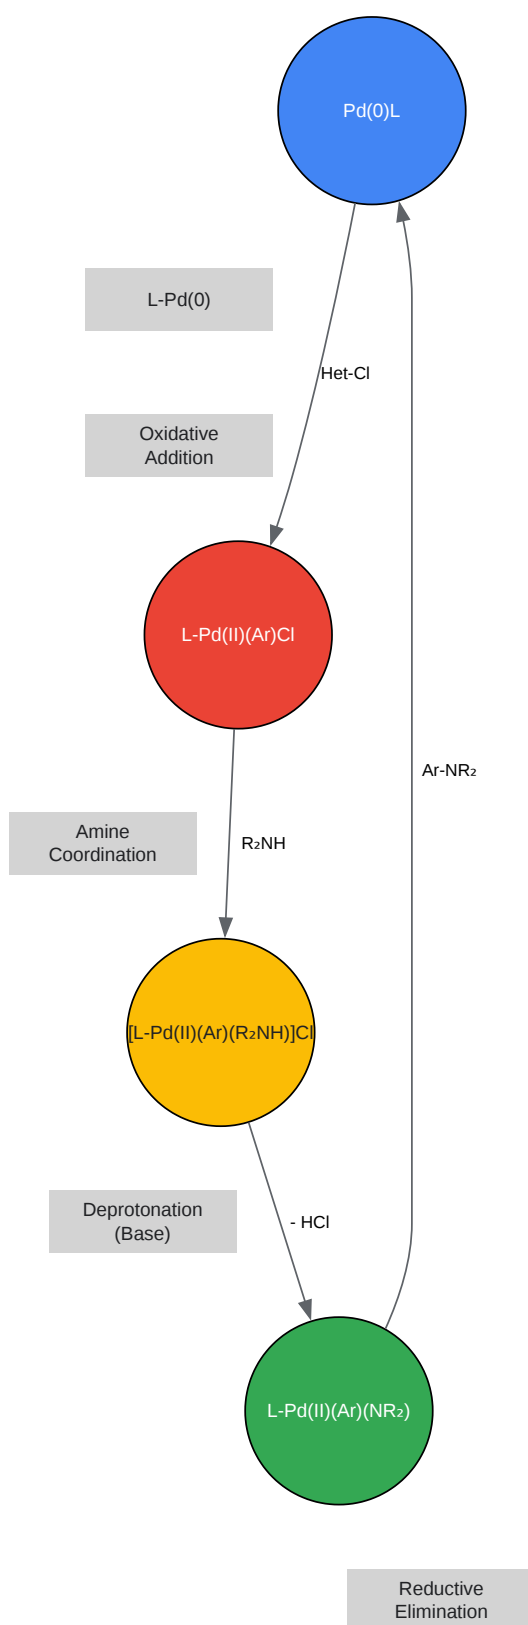 Pd(0)L
L-Pd(0)
Het-Cl
Oxidative
Addition
L-Pd(II)(Ar)Cl
Ar-NR₂
Amine
Coordination
R₂NH
[L-Pd(II)(Ar)(R₂NH)]Cl
Deprotonation
(Base)
- HCl
L-Pd(II)(Ar)(NR₂)
Reductive
Elimination